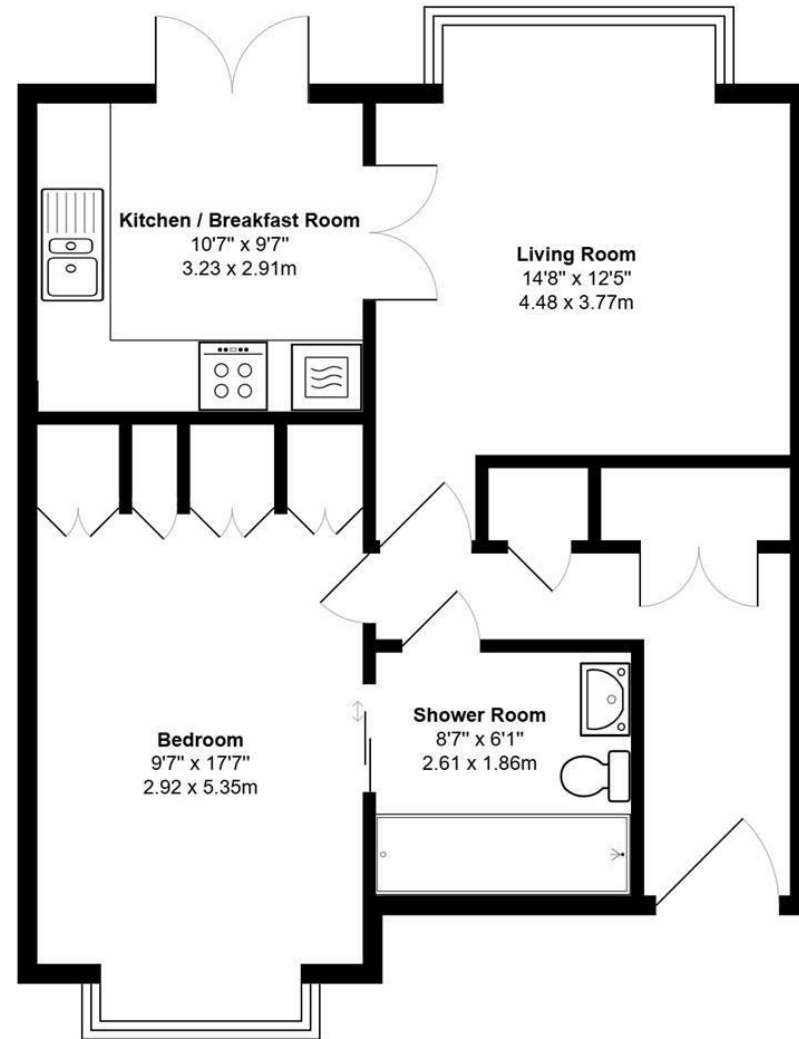 Kitchen / Breakfast Room
10'7" x 9'7"
3.23 x 2.91m
Living Room
14'8" x 12'5"
4.48 x 3.77m
Bedroom
9'7" x 17'7"
2.92 x 5.35m
Shower Room
8'7" x 6'1"
2.61 x 1.86m